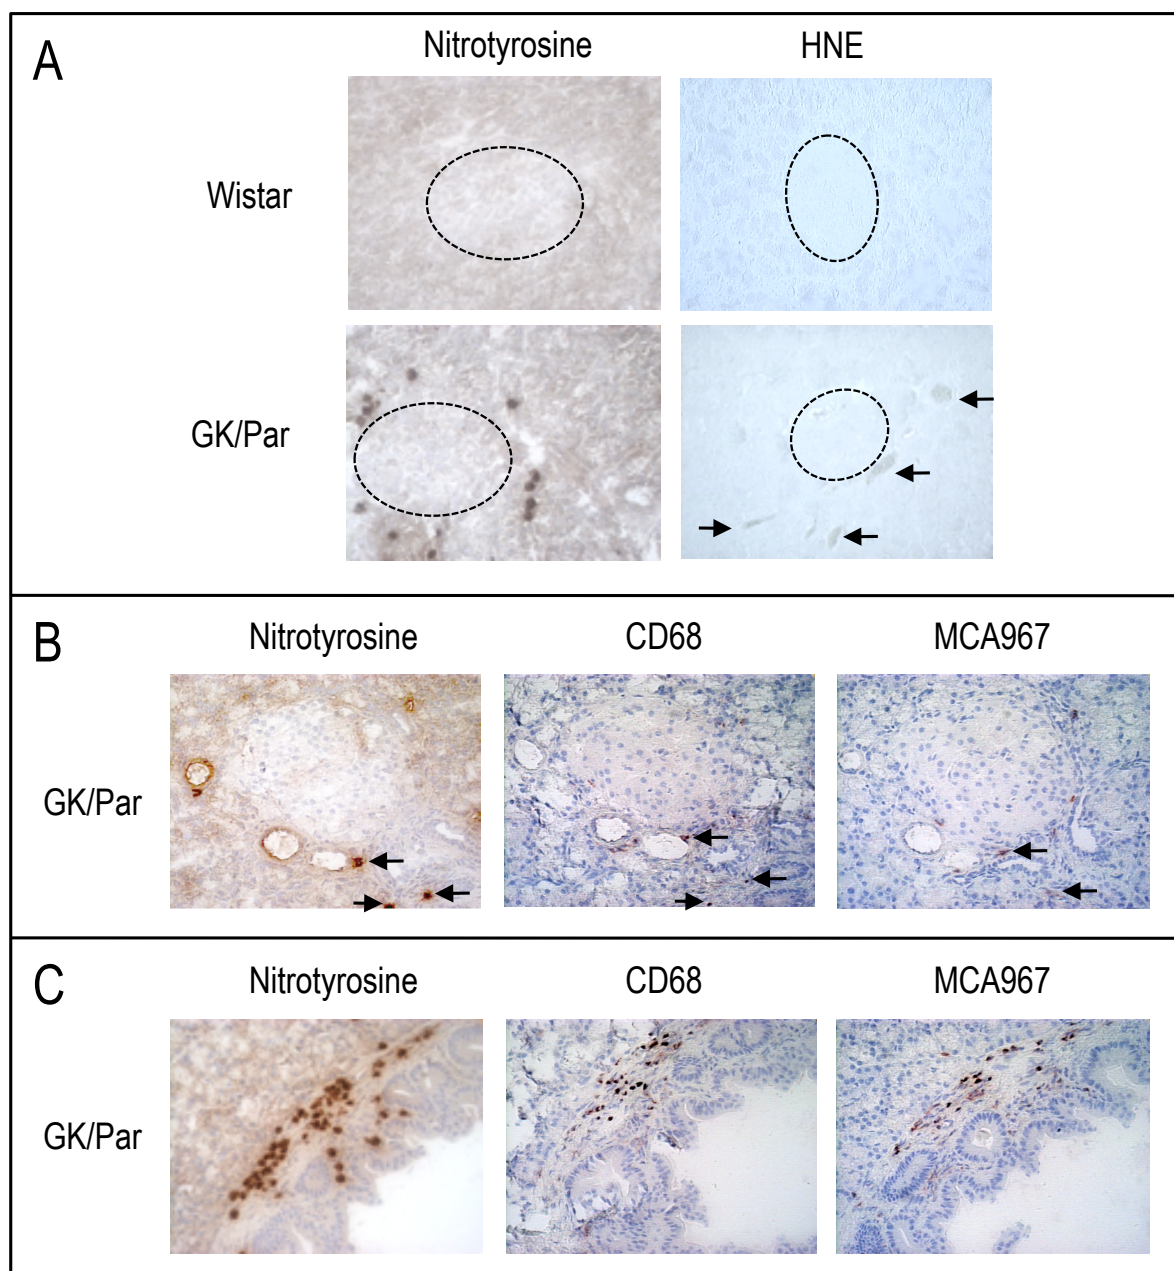 A
Nitrotyrosine HNE
Wistar
GK/Par
B
Nitrotyrosine CD68 MCA967
GK/Par
C
Nitrotyrosine CD68 MCA967
GK/Par